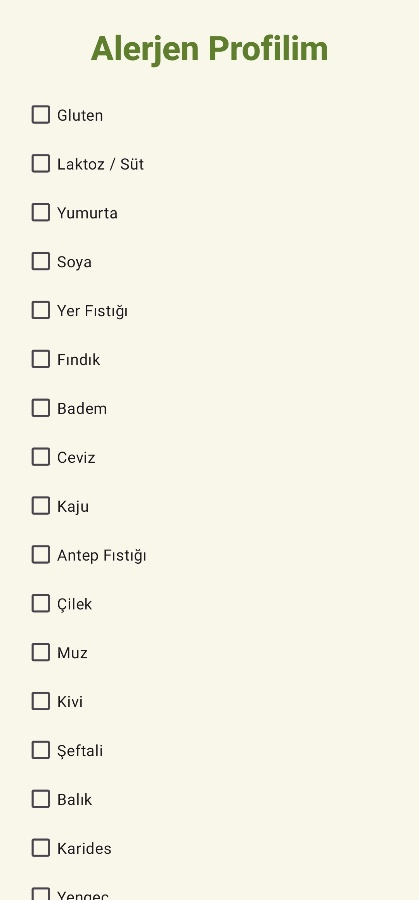 Alerjen Profilim
Gluten
Laktoz / Süt
Yumurta
Soya
Yer Fıstığı
Fındık
Badem
Ceviz
Kaju
Antep Fıstığı
Çilek
Muz
Kivi
Şeftali
Balık
Karides